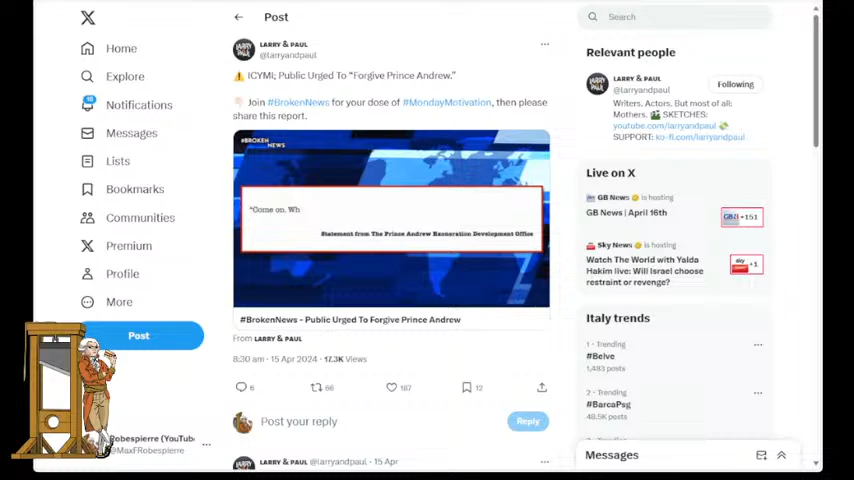 Post
Search
Home
Explore
Notifications
Messages
Lists
Bookmarks
Communities
Premium
Profile
More
Post
Robespierre (YouTube
@MaxFRobespierre
LARRY & PAUL
@larryandpaul
⚠️ ICYMI; Public Urged To “Forgive Prince Andrew.”
👇🏻 Join #BrokenNews for your dose of #MondayMotivation, then please
share this report.
#BROKEN
NEWS
“Come on. Wh
Statement from The Prince Andrew Exoneration Development Office
#BrokenNews - Public Urged To Forgive Prince Andrew
From LARRY & PAUL
8:30 am · 15 Apr 2024 · 17.3K Views
6 66 187 12
Post your reply
Reply
LARRY & PAUL @larryandpaul · 15 Apr
Relevant people
LARRY & PAUL
@larryandpaul
Following
Writers. Actors. But most of all:
Mothers. 🎬 SKETCHES:
youtube.com/larryandpaul 💸
SUPPORT: ko-fi.com/larryandpaul
Live on X
GB News is hosting
GB News | April 16th
+151
Sky News is hosting
Watch The World with Yalda
Hakim live: Will Israel choose
restraint or revenge?
sky
+1
Italy trends
1 · Trending
#Belve
1,493 posts
2 · Trending
#BarcaPsg
48.5K posts
Messages